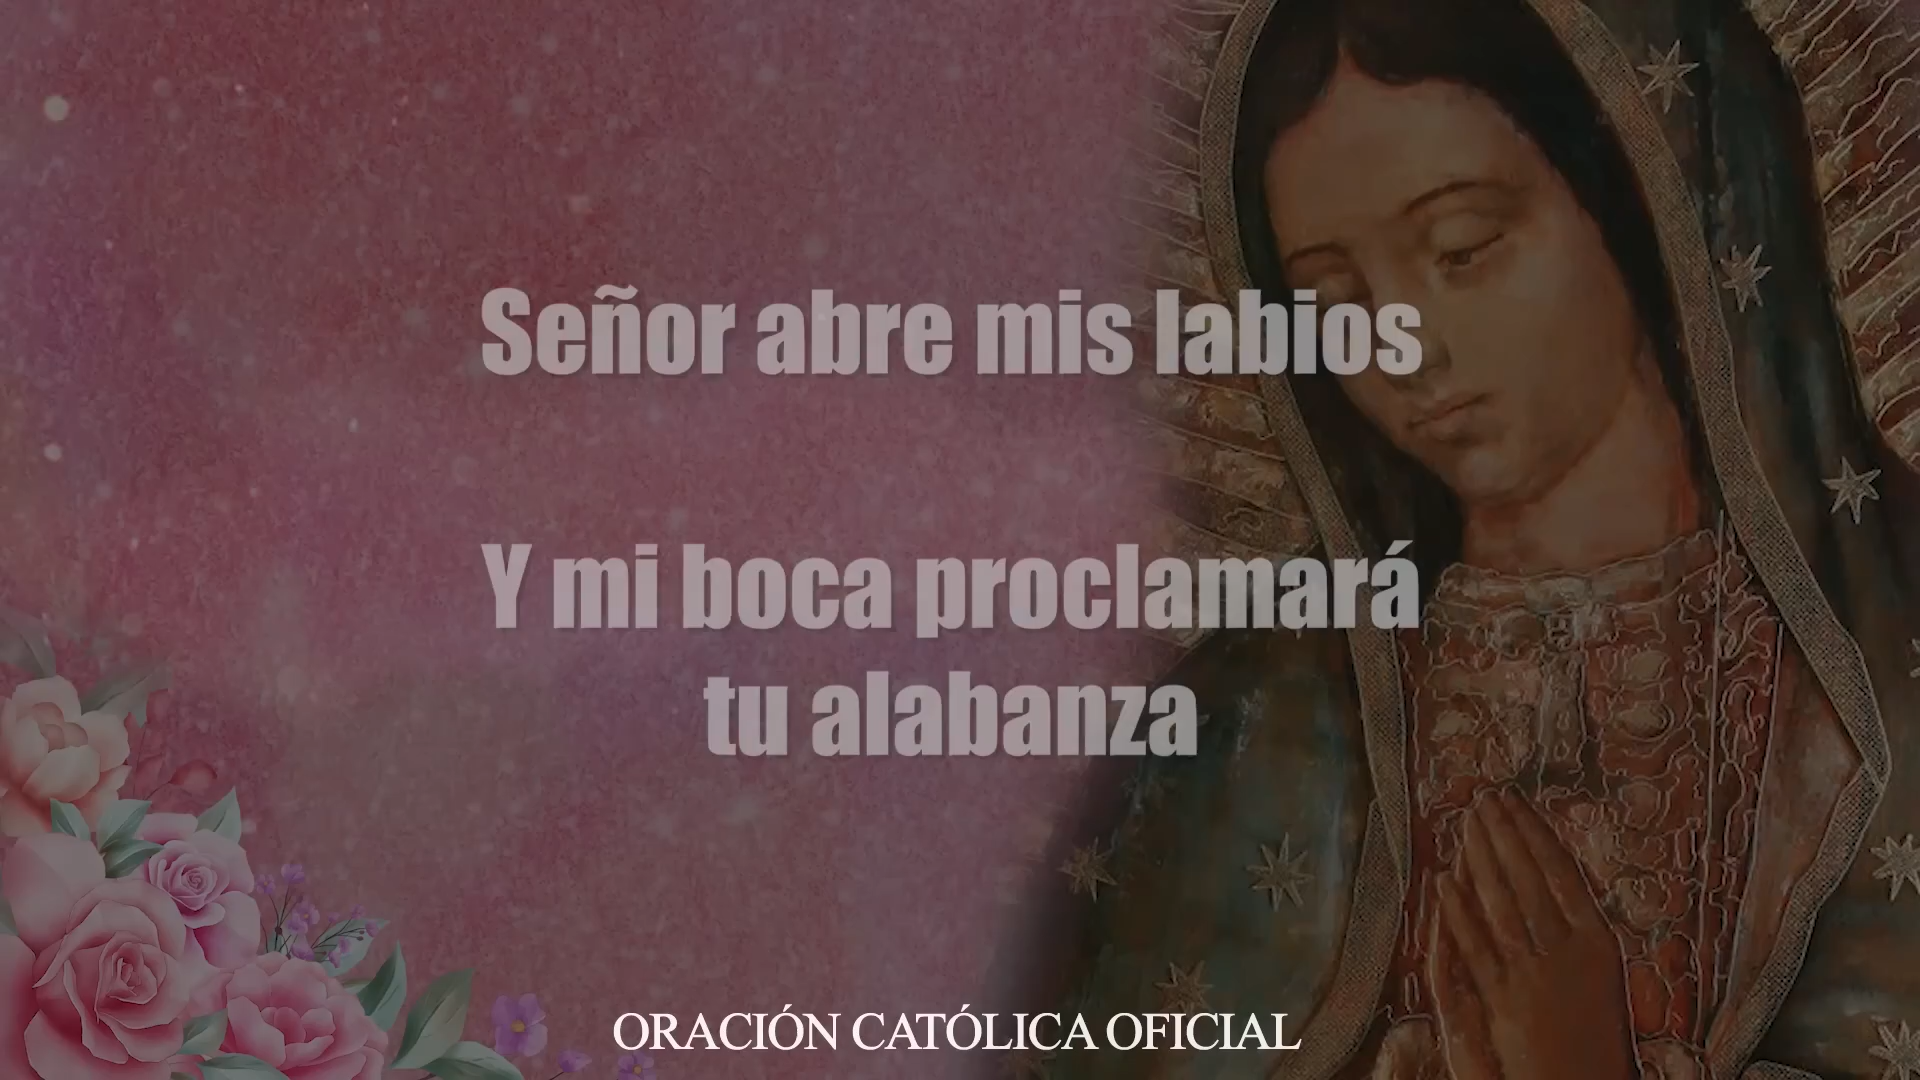 Señor abre mis labios
Y mi boca proclamará
tu alabanza
ORACIÓN CATÓLICA OFICIAL